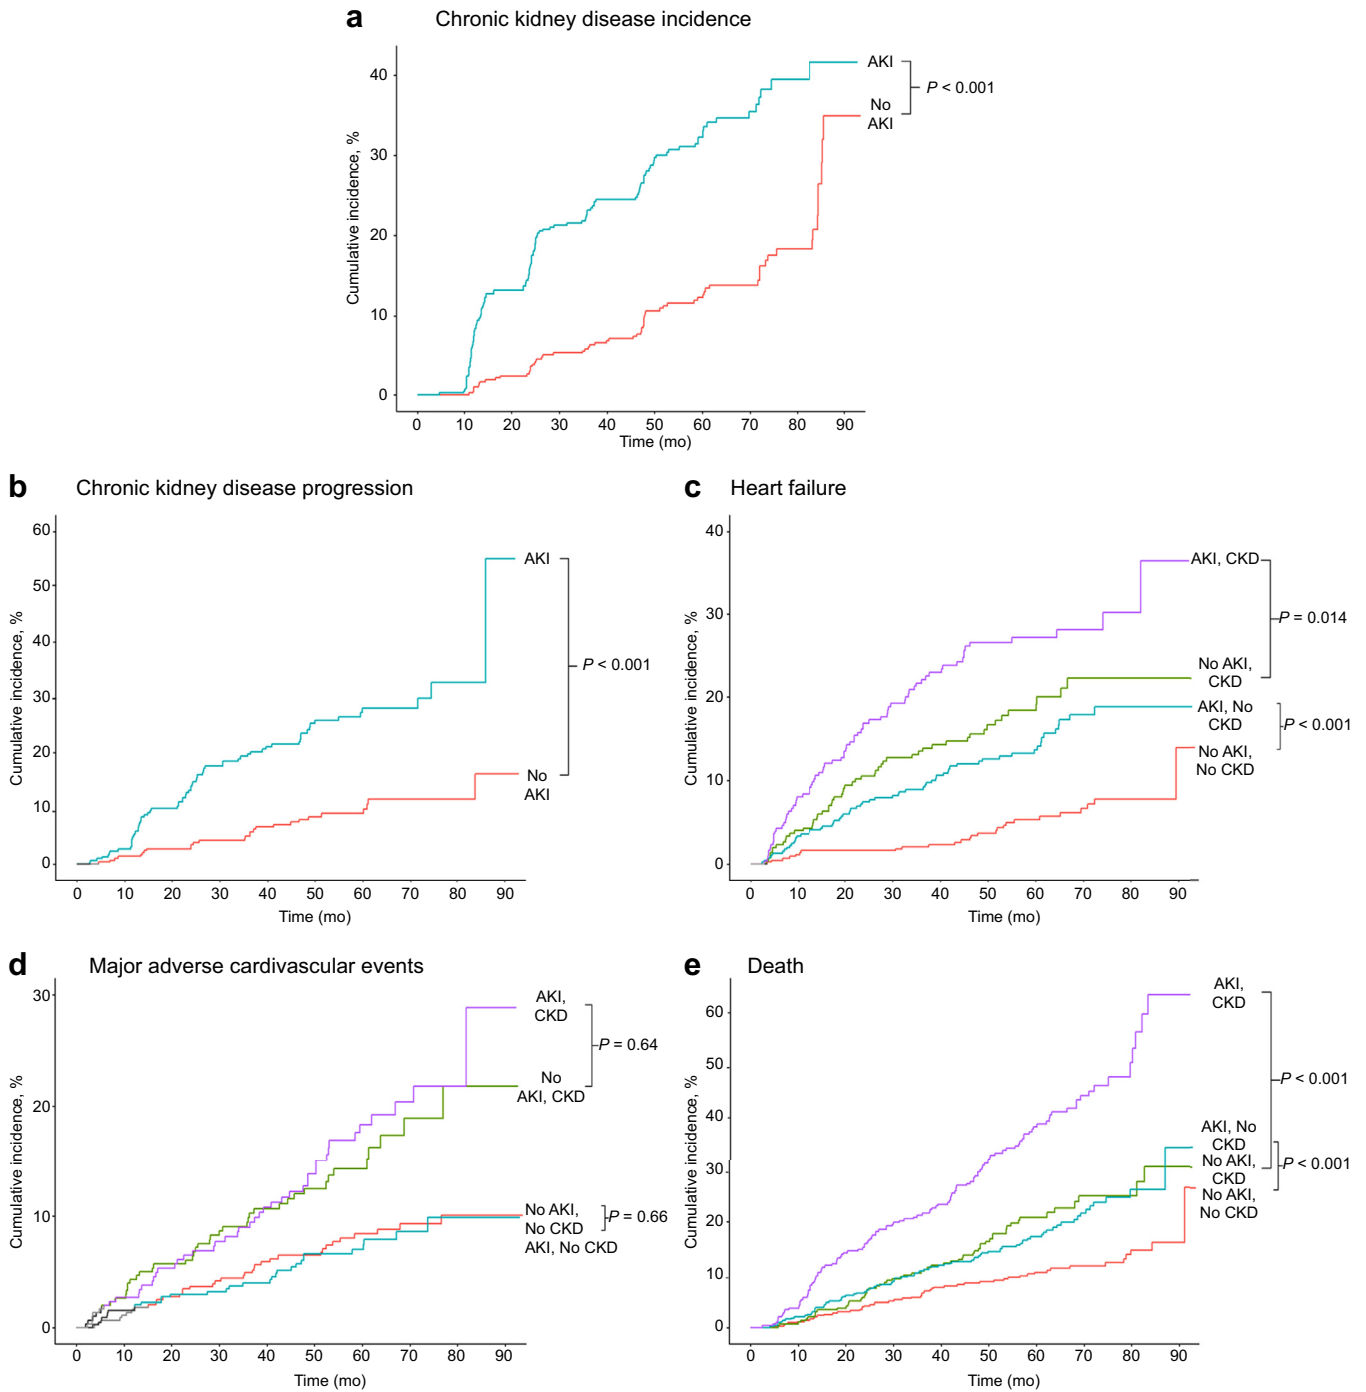 a Chronic kidney disease incidence
Cumulative incidence, %
40
30
20
10
0
0 10 20 30 40 50 60 70 80 90
Time (mo)
AKI
No
AKI
P < 0.001
b Chronic kidney disease progression
Cumulative incidence, %
60
50
40
30
20
10
0
0 10 20 30 40 50 60 70 80 90
Time (mo)
AKI
No
AKI
P < 0.001
c Heart failure
Cumulative incidence, %
40
30
20
10
0
0 10 20 30 40 50 60 70 80 90
Time (mo)
AKI, CKD
No AKI,
CKD
AKI, No
CKD
No AKI,
No CKD
P = 0.014
P < 0.001
d Major adverse cardivascular events
Cumulative incidence, %
30
20
10
0
0 10 20 30 40 50 60 70 80 90
Time (mo)
AKI,
CKD
No
AKI, CKD
No AKI,
No CKD
AKI, No CKD
P = 0.64
P = 0.66
e Death
Cumulative incidence, %
60
50
40
30
20
10
0
0 10 20 30 40 50 60 70 80 90
Time (mo)
AKI,
CKD
AKI, No
CKD
No AKI,
CKD
No AKI,
No CKD
P < 0.001
P < 0.001